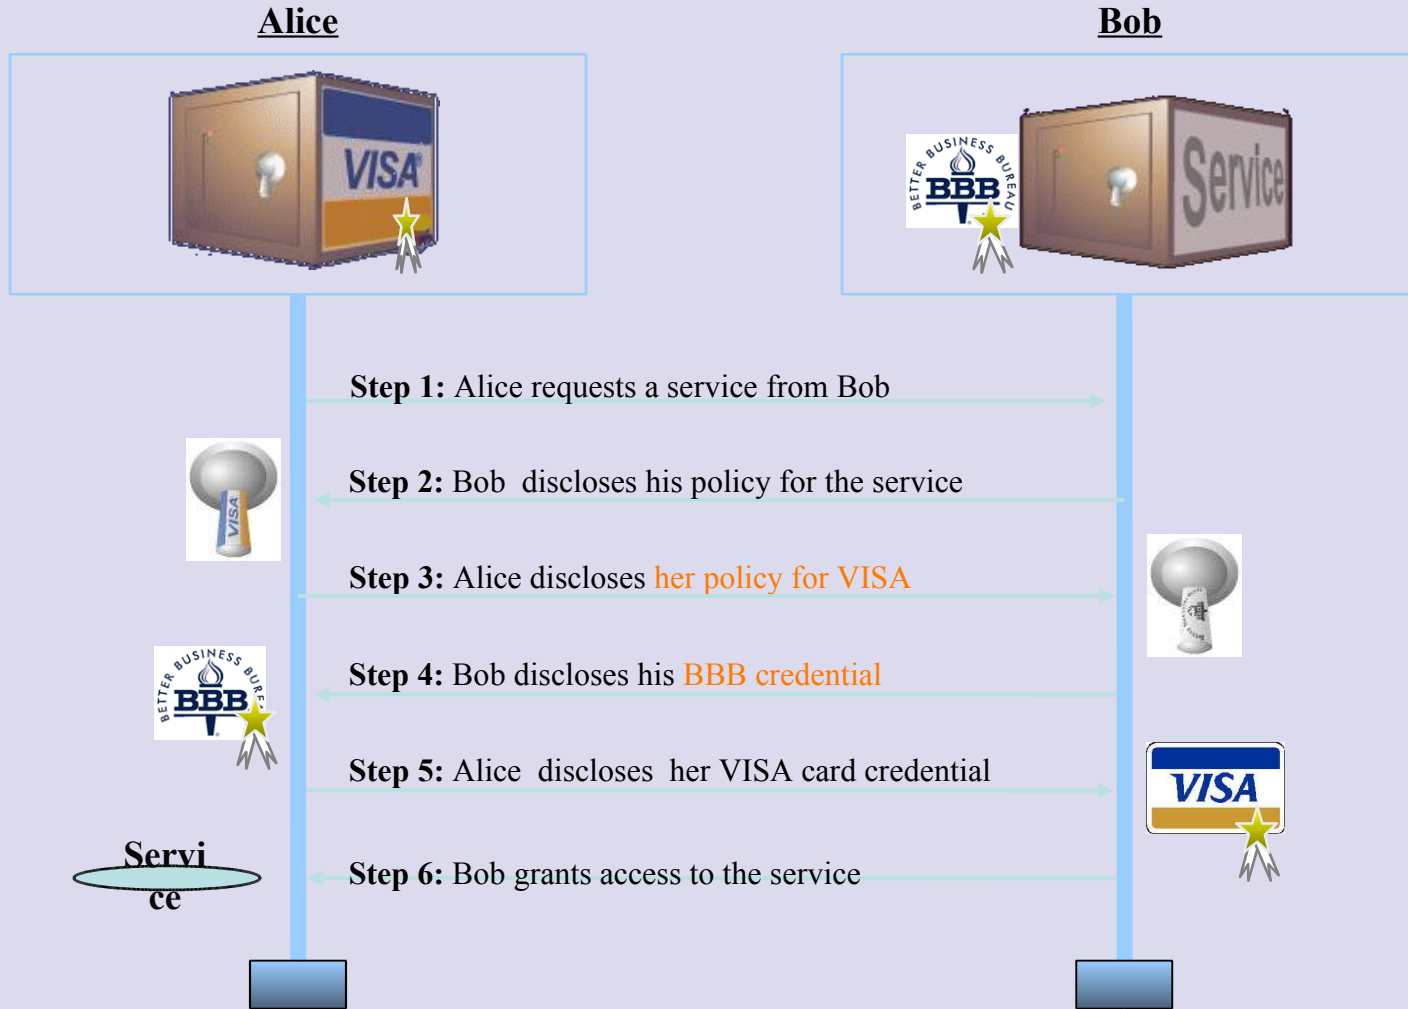 Alice
Bob
VISA
BETTER BUSINESS BUREAU
BBB
Service
Step 1: Alice requests a service from Bob
Step 2: Bob  discloses his policy for the service
VISA
Step 3: Alice discloses her policy for VISA
Step 4: Bob discloses his BBB credential
BETTER BUSINESS BUREAU
BBB
Step 5: Alice  discloses  her VISA card credential
VISA
Servi
ce
Step 6: Bob grants access to the service